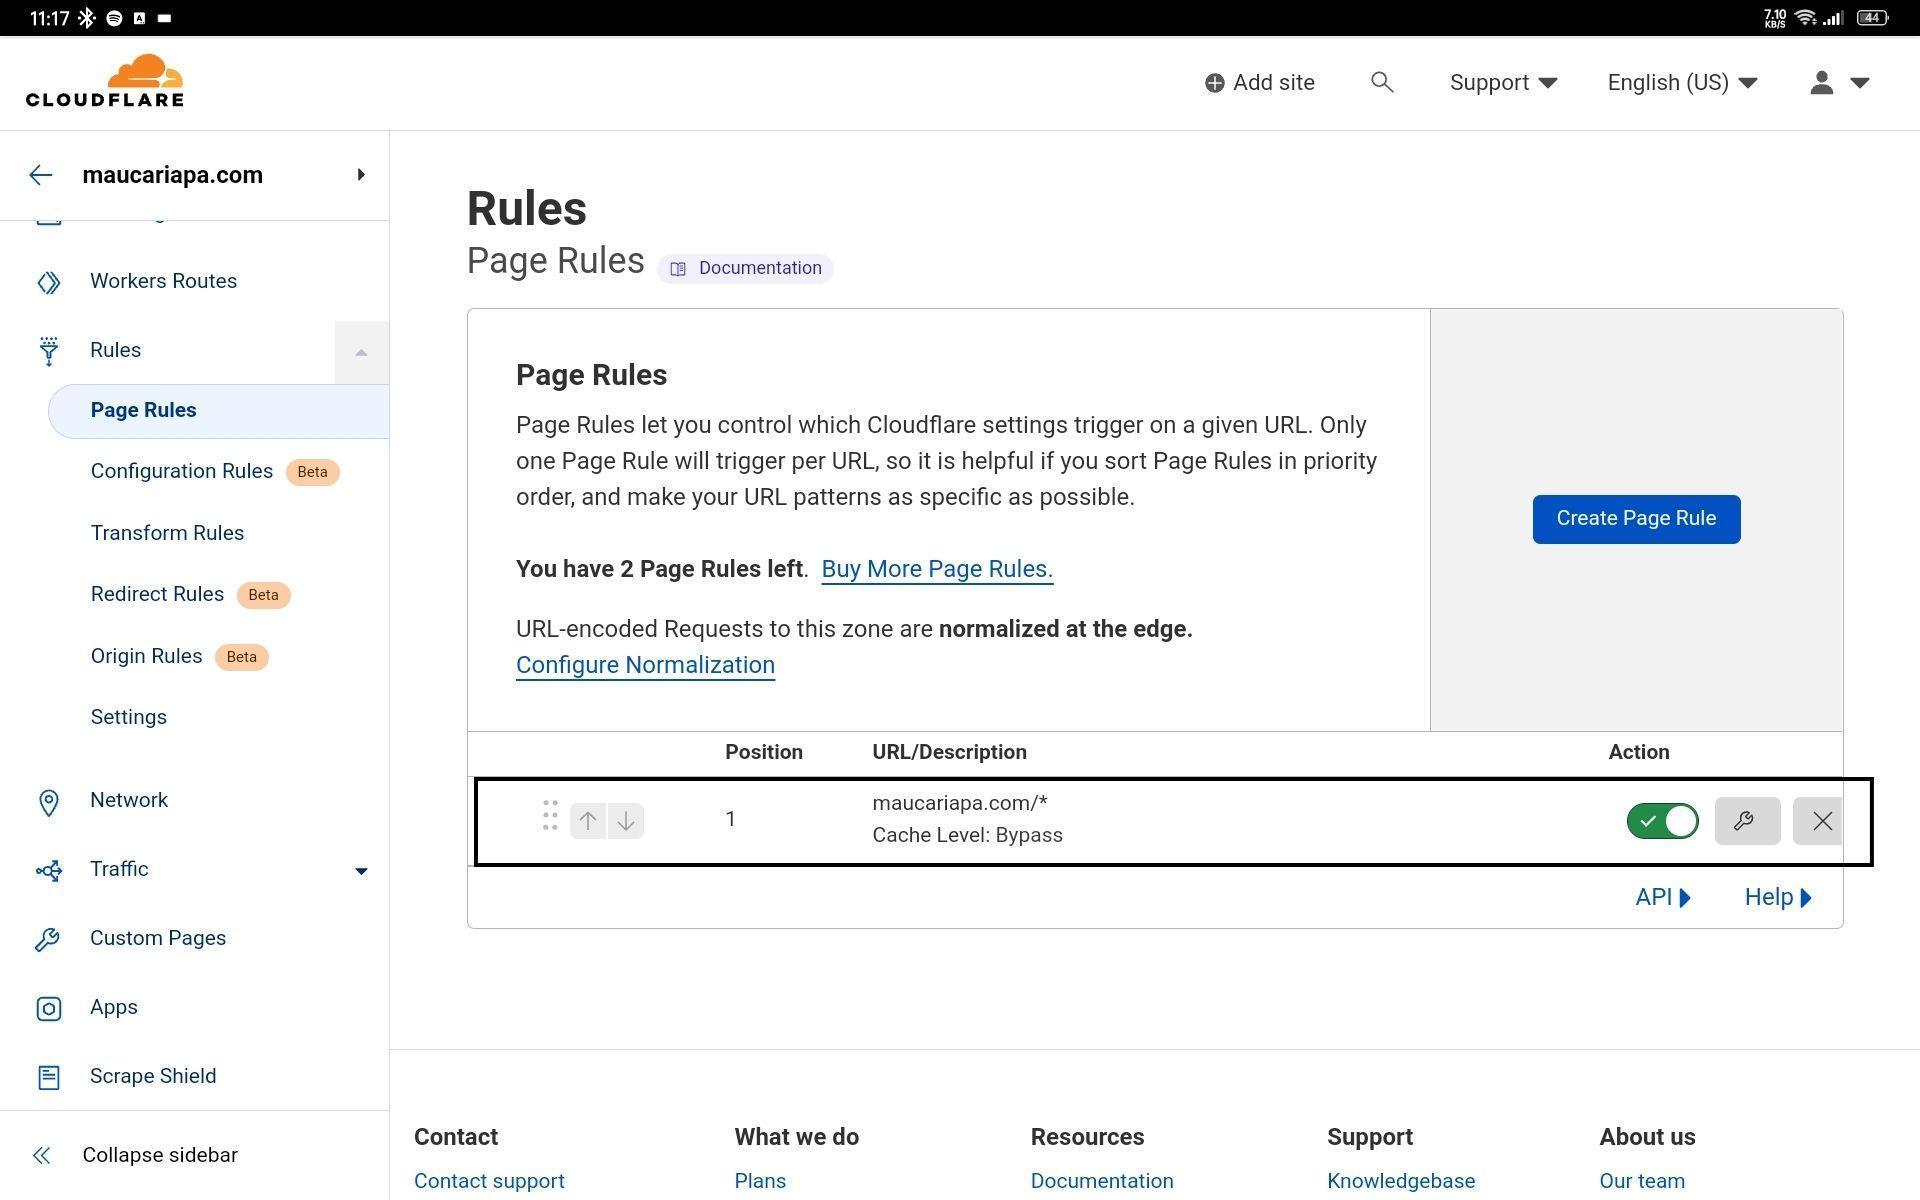 11:17
7.10
KB/S
44
CLOUDFLARE
Add site
Support
English (US)
maucariapa.com
Workers Routes
Rules
Page Rules
Configuration Rules Beta
Transform Rules
Redirect Rules Beta
Origin Rules Beta
Settings
Network
Traffic
Custom Pages
Apps
Scrape Shield
Collapse sidebar
Rules
Page Rules Documentation
Page Rules
Page Rules let you control which Cloudflare settings trigger on a given URL. Only
one Page Rule will trigger per URL, so it is helpful if you sort Page Rules in priority
order, and make your URL patterns as specific as possible.
You have 2 Page Rules left. Buy More Page Rules.
URL-encoded Requests to this zone are normalized at the edge.
Configure Normalization
Create Page Rule
Position URL/Description Action
1
maucariapa.com/*
Cache Level: Bypass
API Help
Contact
Contact support
What we do
Plans
Resources
Documentation
Support
Knowledgebase
About us
Our team